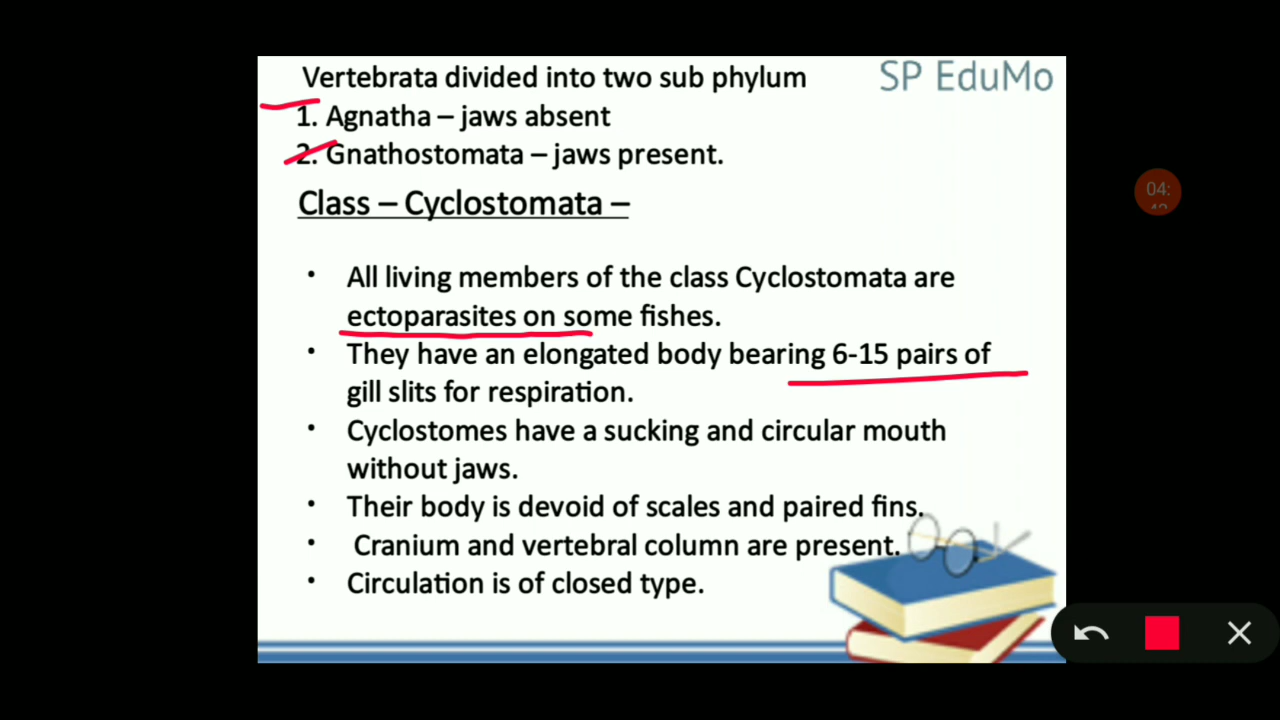 SP EduMo
Vertebrata divided into two sub phylum
1. Agnatha – jaws absent
2. Gnathostomata – jaws present.
Class – Cyclostomata –
• All living members of the class Cyclostomata are
ectoparasites on some fishes.
• They have an elongated body bearing 6-15 pairs of
gill slits for respiration.
• Cyclostomes have a sucking and circular mouth
without jaws.
• Their body is devoid of scales and paired fins.
• Cranium and vertebral column are present.
• Circulation is of closed type.
04: